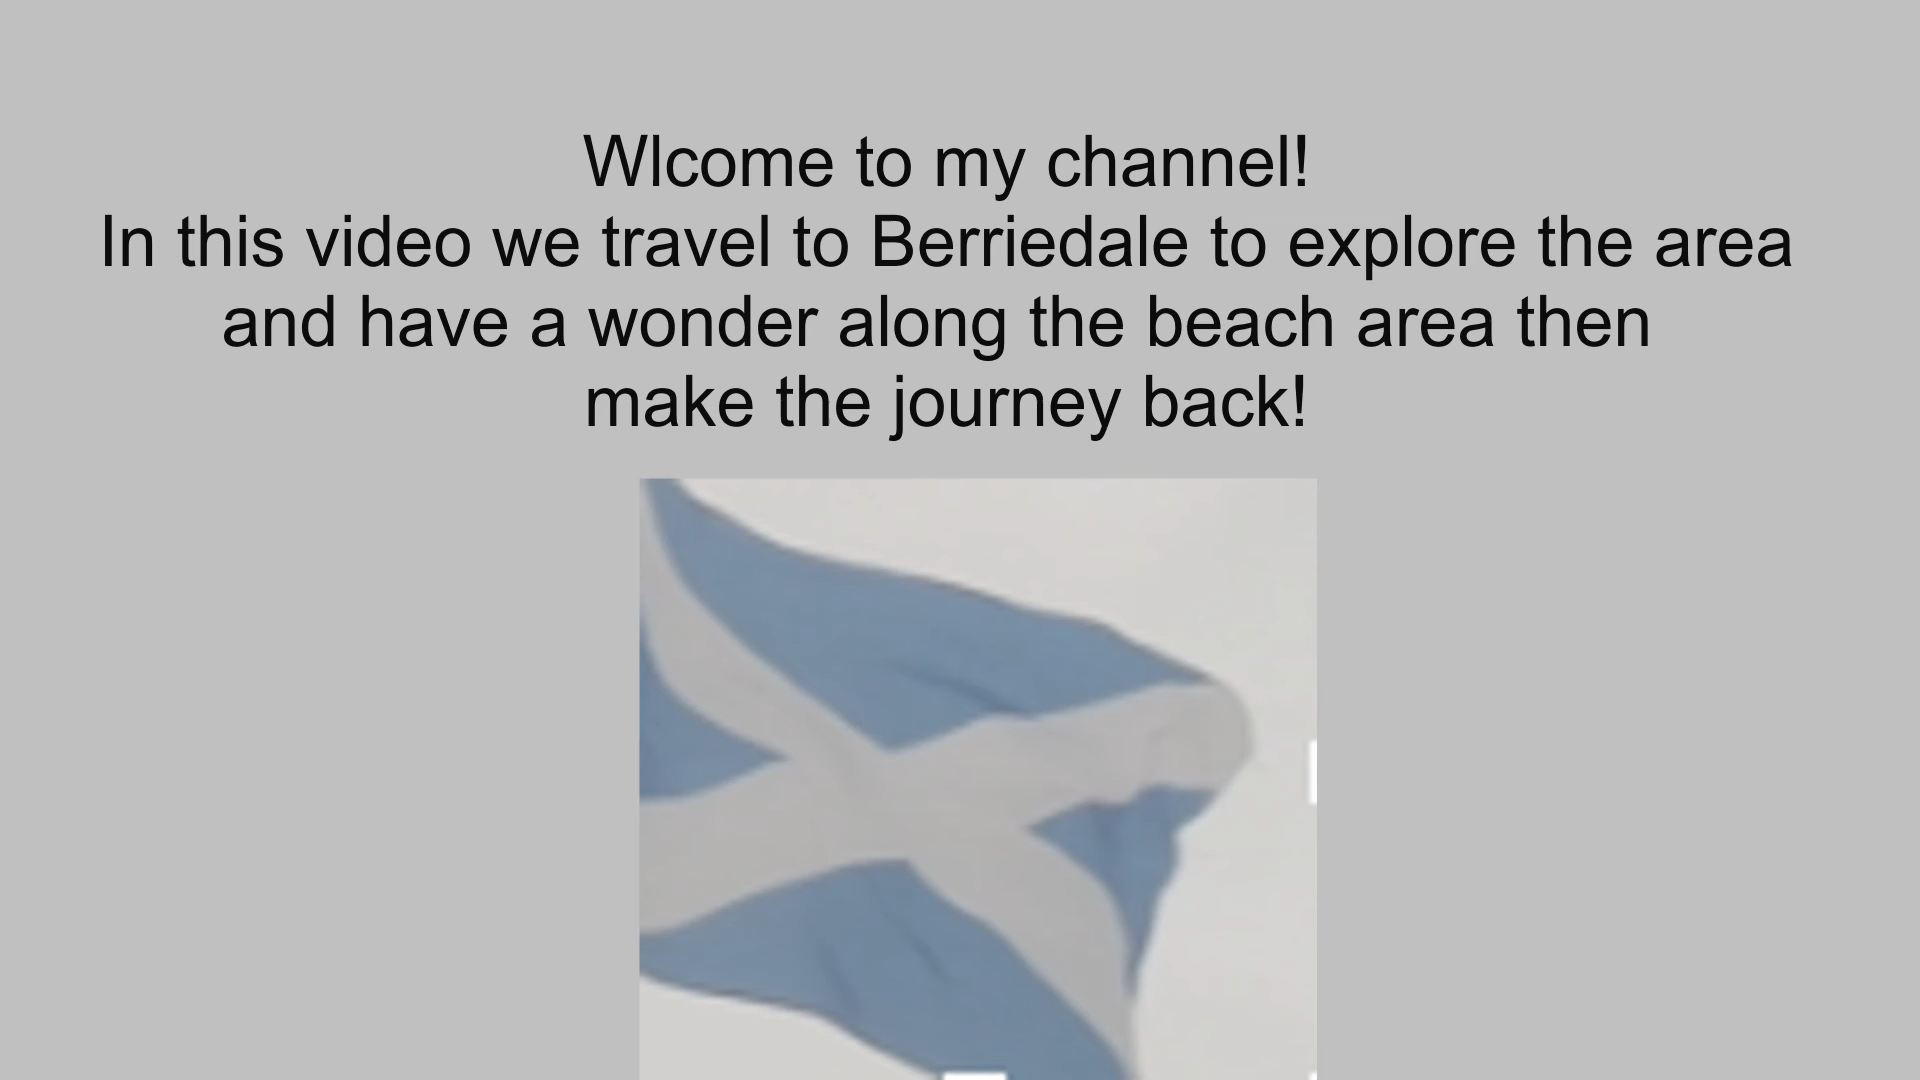 Wlcome to my channel!
In this video we travel to Berriedale to explore the area
and have a wonder along the beach area then
make the journey back!